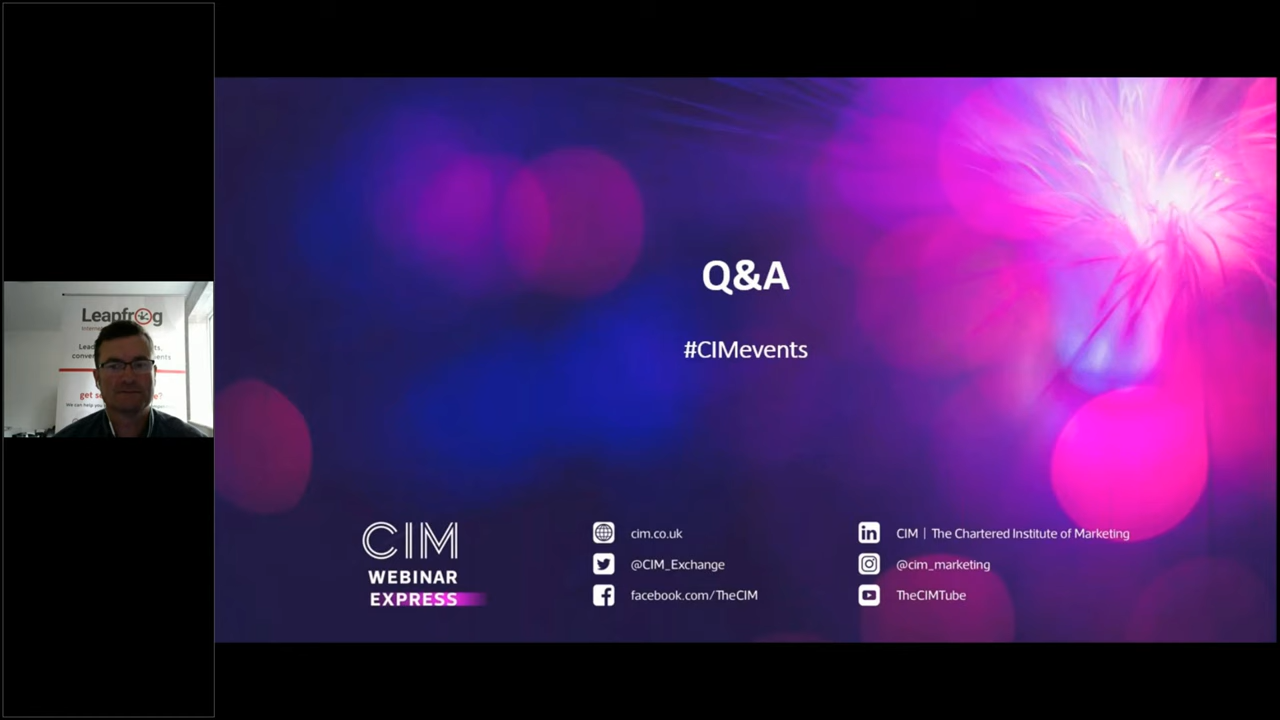 Leapfrog
get s
Q&A
#CIMevents
CIM
WEBINAR
EXPRESS
cim.co.uk
@CIM_Exchange
facebook.com/TheCIM
CIM | The Chartered Institute of Marketing
@cim_marketing
TheCIMTube